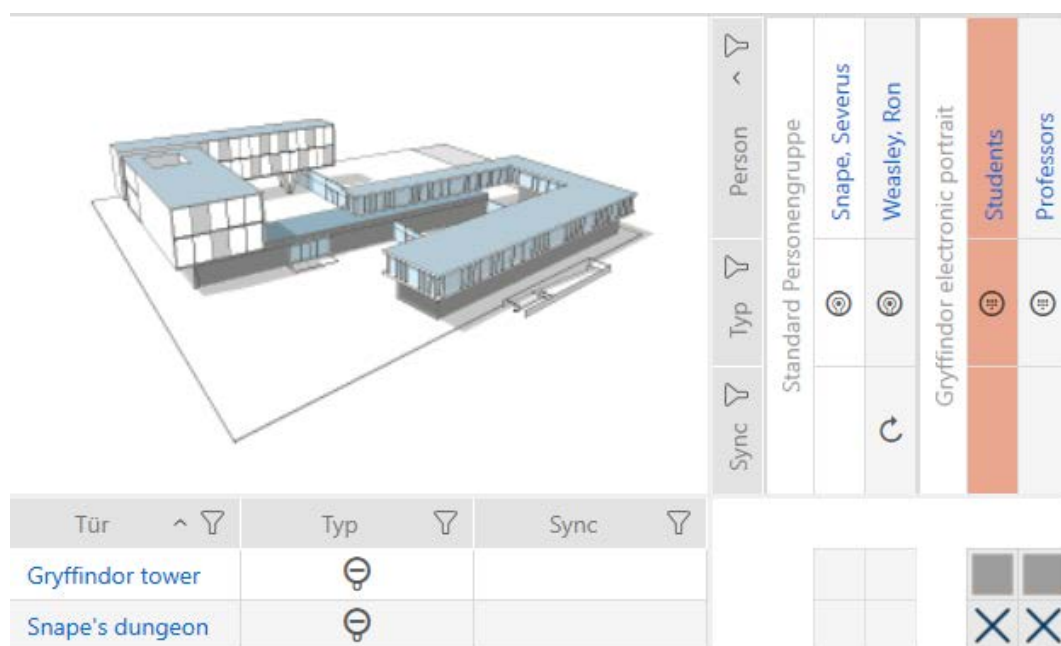 Person
Typ
Sync
Standard Personengruppe
Snape, Severus
Weasley, Ron
Gryffindor electronic portrait
Students
Professors
Tür Typ Sync
Gryffindor tower
Snape's dungeon